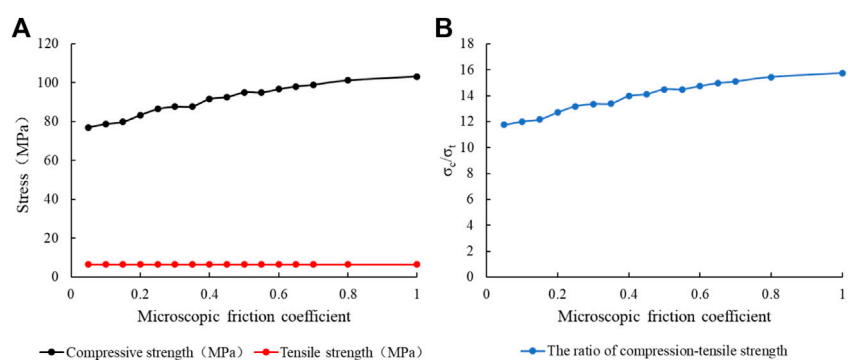 A
120
100
80
60
40
20
0
Stress（MPa）
0 0.2 0.4 0.6 0.8 1
Microscopic friction coefficient
Compressive strength（MPa） Tensile strength（MPa）
B
18
16
14
12
10
8
6
4
2
0
σc/σt
0 0.2 0.4 0.6 0.8 1
Microscopic friction coefficient
The ratio of compression-tensile strength